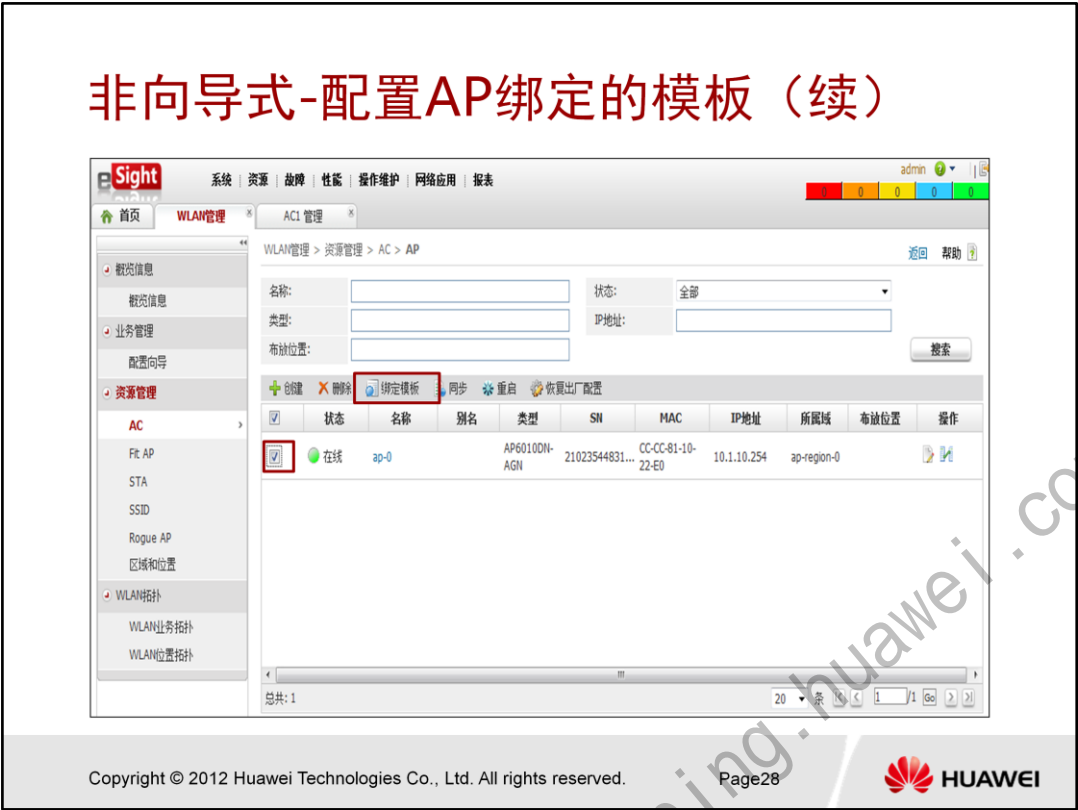 非向导式-配置AP绑定的模板（续）
eSight
系统 | 资源 | 故障 | 性能 | 操作维护 | 网络应用 | 报表
admin
0 0 0 0 0
首页 WLAN管理 AC1 管理
WLAN管理 > 资源管理 > AC > AP
返回 帮助
概览信息
概览信息
业务管理
配置向导
资源管理
AC
Fit AP
STA
SSID
Rogue AP
区域和位置
WLAN拓扑
WLAN业务拓扑
WLAN位置拓扑
名称: 状态: 全部
类型: IP地址:
布放位置: 搜索
创建 删除 绑定模板 同步 重启 恢复出厂配置
状态 名称 别名 类型 SN MAC IP地址 所属域 布放位置 操作
在线 ap-0 AP6010DN-AGN 21023544831... CC-CC-81-10-22-E0 10.1.10.254 ap-region-0
总共: 1 20 条 1 /1 Go
Copyright © 2012 Huawei Technologies Co., Ltd. All rights reserved. Page28 HUAWEI